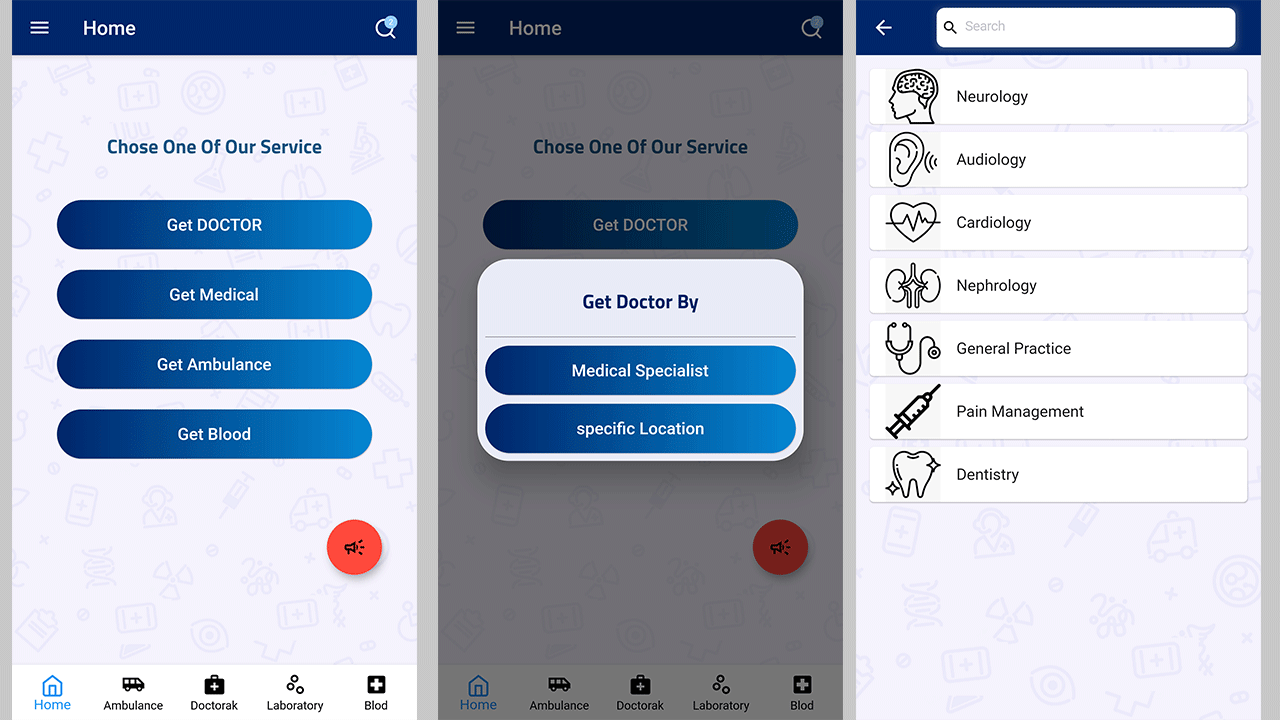 Home
2
Chose One Of Our Service
Get DOCTOR
Get Medical
Get Ambulance
Get Blood
Home
Ambulance
Doctorak
Laboratory
Blod
Home
2
Chose One Of Our Service
Get DOCTOR
Get Doctor By
Medical Specialist
specific Location
Home
Ambulance
Doctorak
Laboratory
Blod
Search
Neurology
Audiology
Cardiology
Nephrology
General Practice
Pain Management
Dentistry